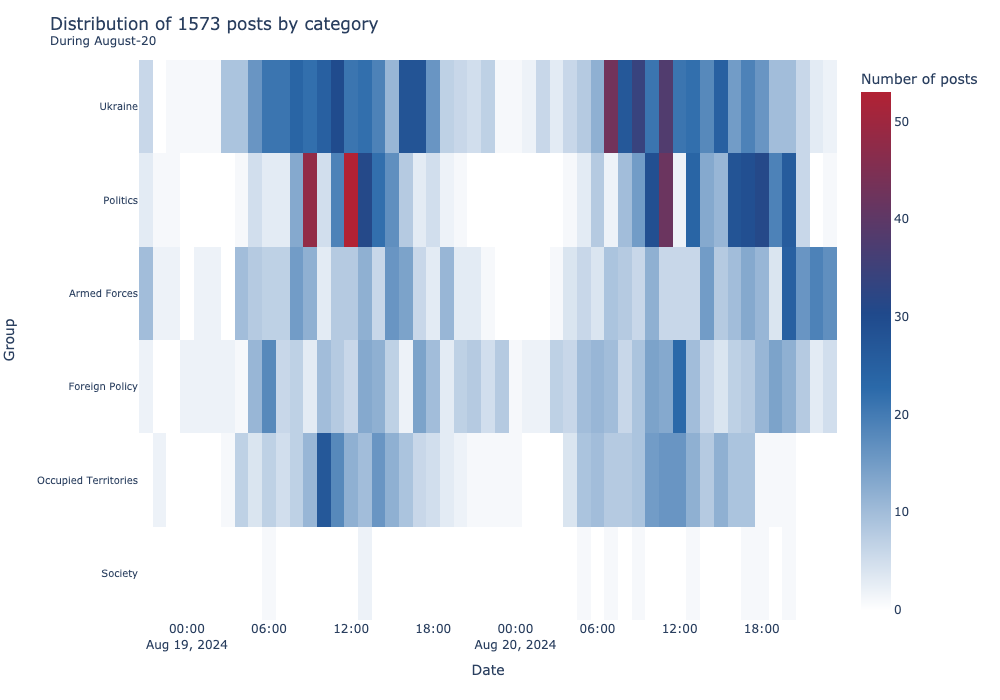 Distribution of 1573 posts by category
During August-20
Number of posts
Ukraine
Politics
Armed Forces
Foreign Policy
Occupied Territories
Society
Group
50
40
30
20
10
0
00:00 06:00 12:00 18:00 00:00 06:00 12:00 18:00
Aug 19, 2024 Aug 20, 2024
Date